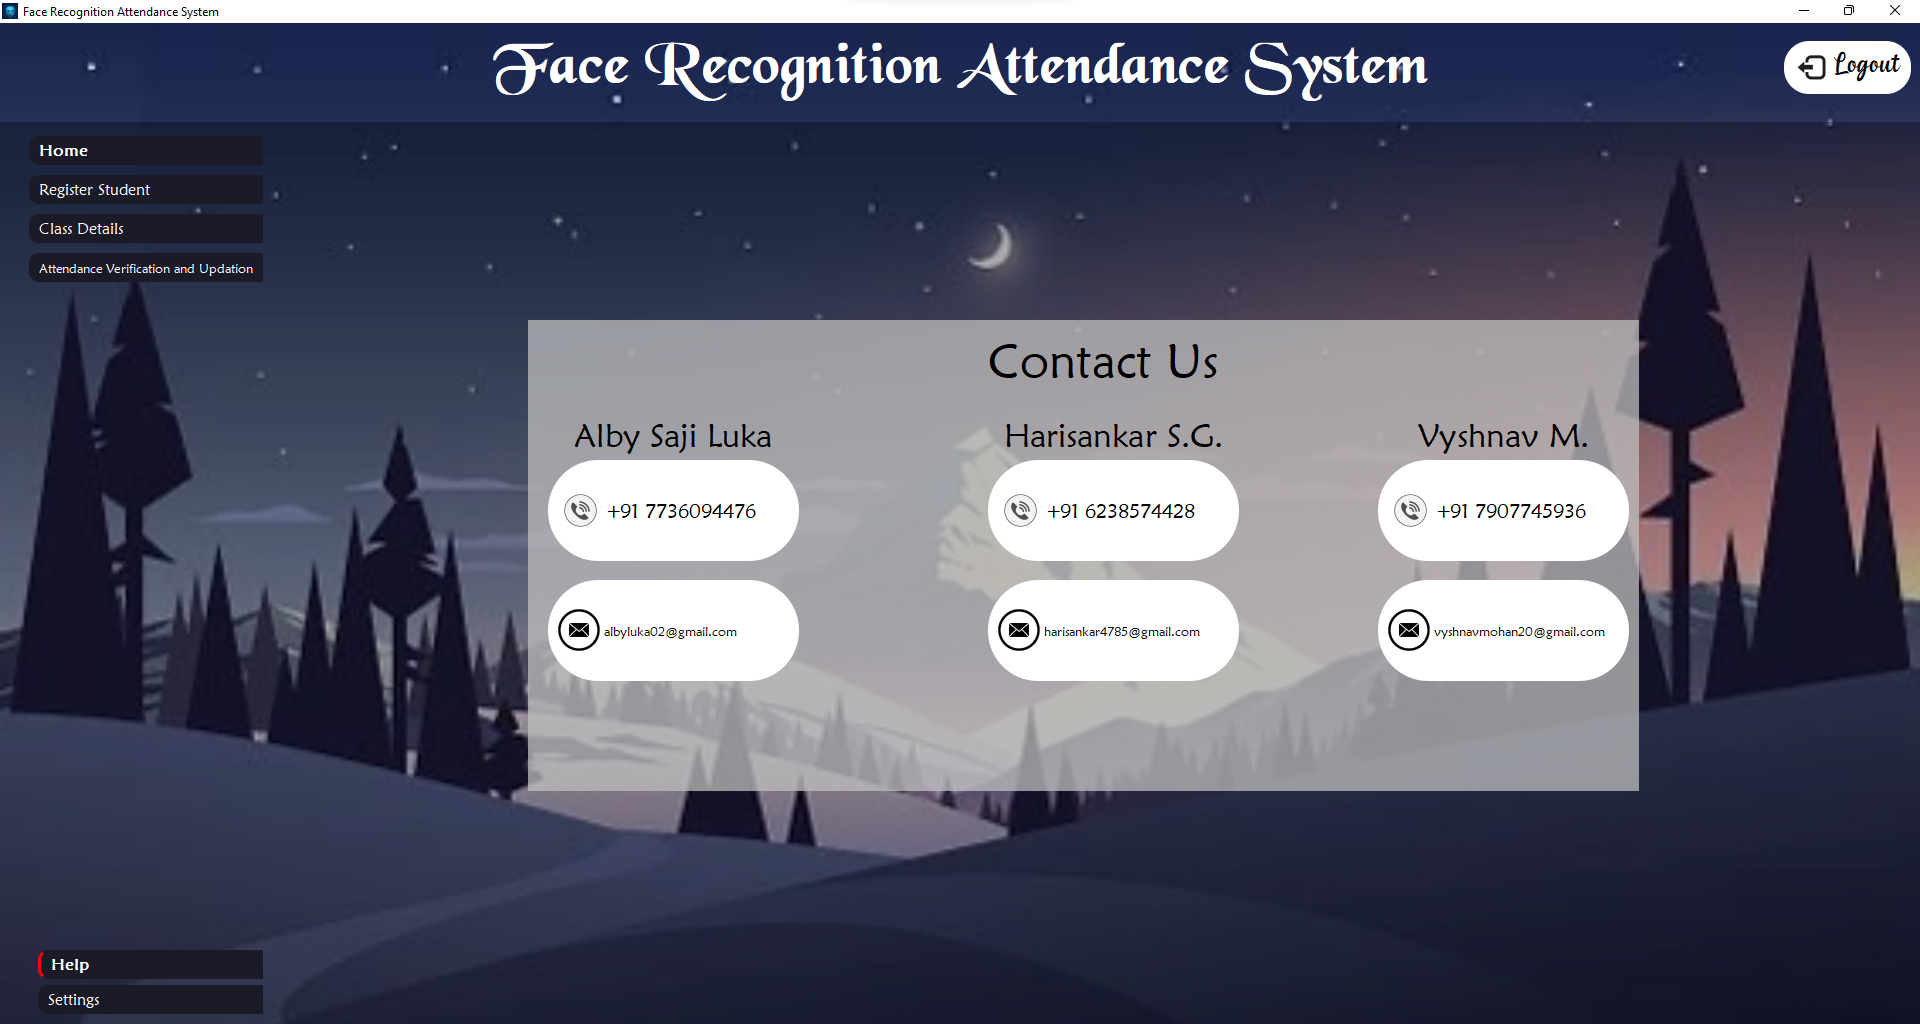 Face Recognition Attendance System
Face Recognition Attendance System
Logout
Home
Register Student
Class Details
Attendance Verification and Updation
Contact Us
Alby Saji Luka
Harisankar S.G.
Vyshnav M.
+91 7736094476
+91 6238574428
+91 7907745936
albyluka02@gmail.com
harisankar4785@gmail.com
vyshnavmohan20@gmail.com
Help
Settings